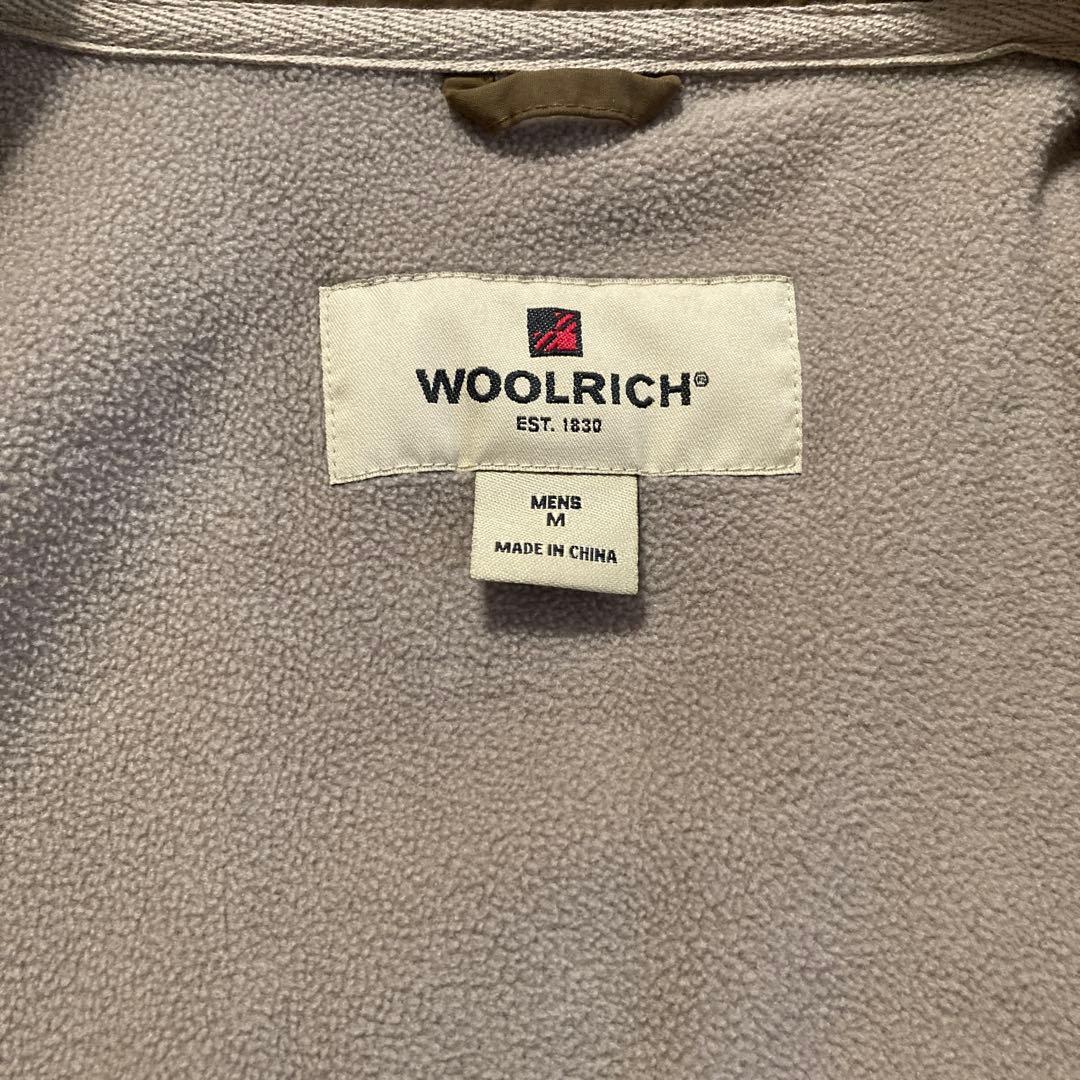 WOOLRICH®
EST. 1830
MENS
M
MADE IN CHINA